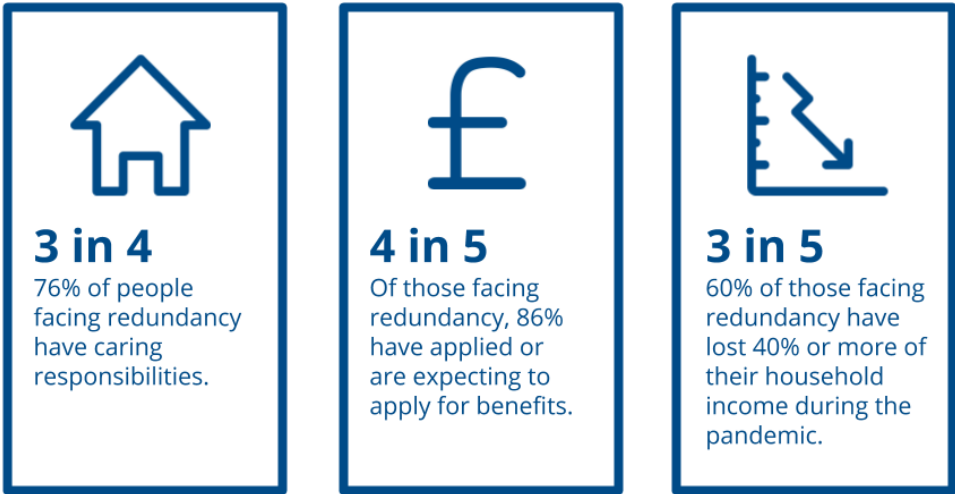 3 in 4
76% of people
facing redundancy
have caring
responsibilities.
£
4 in 5
Of those facing
redundancy, 86%
have applied or
are expecting to
apply for benefits.
3 in 5
60% of those facing
redundancy have
lost 40% or more of
their household
income during the
pandemic.